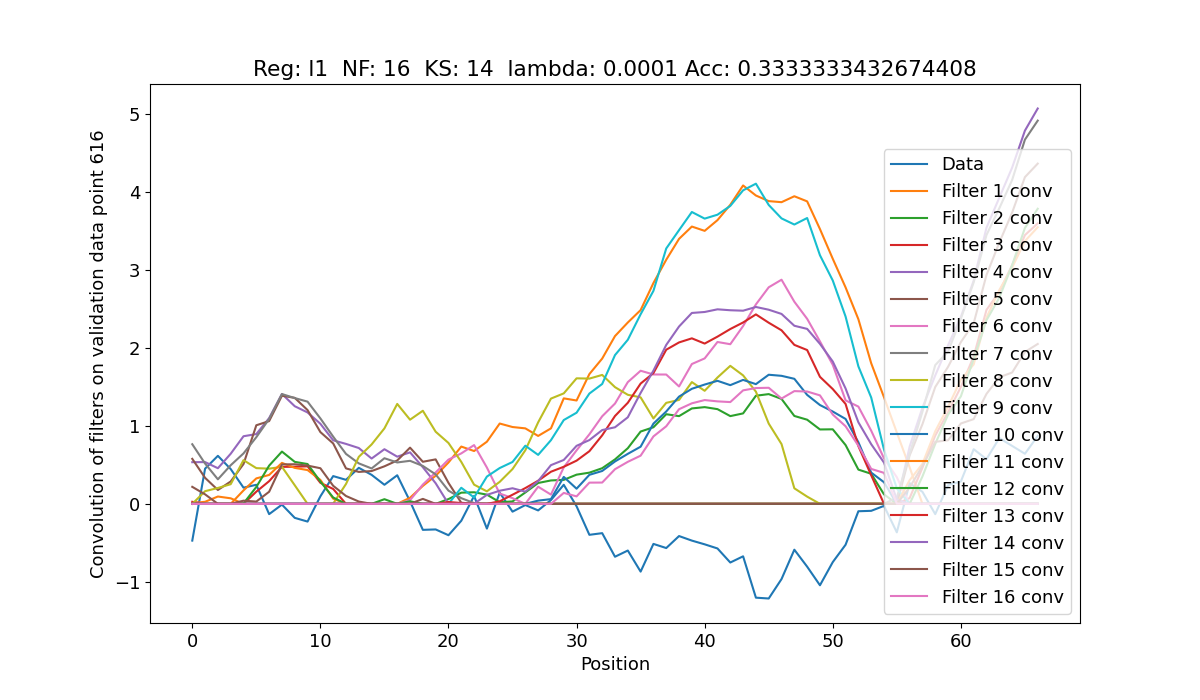 Reg: l1  NF: 16  KS: 14  lambda: 0.0001 Acc: 0.3333333432674408
Convolution of filters on validation data point 616
5
4
3
2
1
0
−1
0 10 20 30 40 50 60
Position
Data
Filter 1 conv
Filter 2 conv
Filter 3 conv
Filter 4 conv
Filter 5 conv
Filter 6 conv
Filter 7 conv
Filter 8 conv
Filter 9 conv
Filter 10 conv
Filter 11 conv
Filter 12 conv
Filter 13 conv
Filter 14 conv
Filter 15 conv
Filter 16 conv